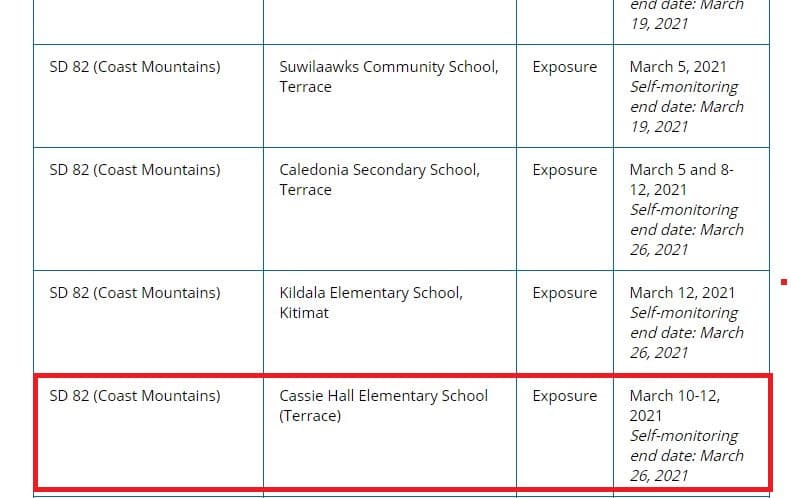 end date: March
19, 2021
SD 82 (Coast Mountains)
Suwilaawks Community School,
Terrace
Exposure
March 5, 2021
Self-monitoring
end date: March
19, 2021
SD 82 (Coast Mountains)
Caledonia Secondary School,
Terrace
Exposure
March 5 and 8-
12, 2021
Self-monitoring
end date: March
26, 2021
SD 82 (Coast Mountains)
Kildala Elementary School,
Kitimat
Exposure
March 12, 2021
Self-monitoring
end date: March
26, 2021
SD 82 (Coast Mountains)
Cassie Hall Elementary School
(Terrace)
Exposure
March 10-12,
2021
Self-monitoring
end date: March
26, 2021